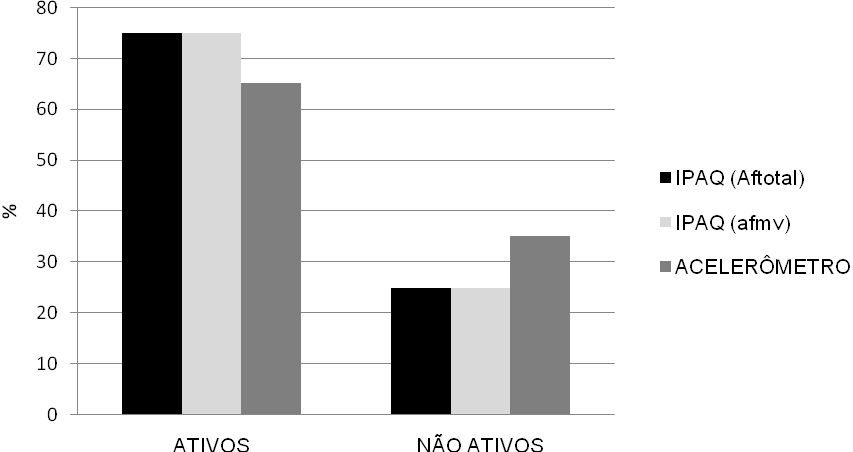 80
70
60
50
40
30
20
10
0
%
ATIVOS
NÃO ATIVOS
IPAQ (Aftotal)
IPAQ (afmv)
ACELERÔMETRO